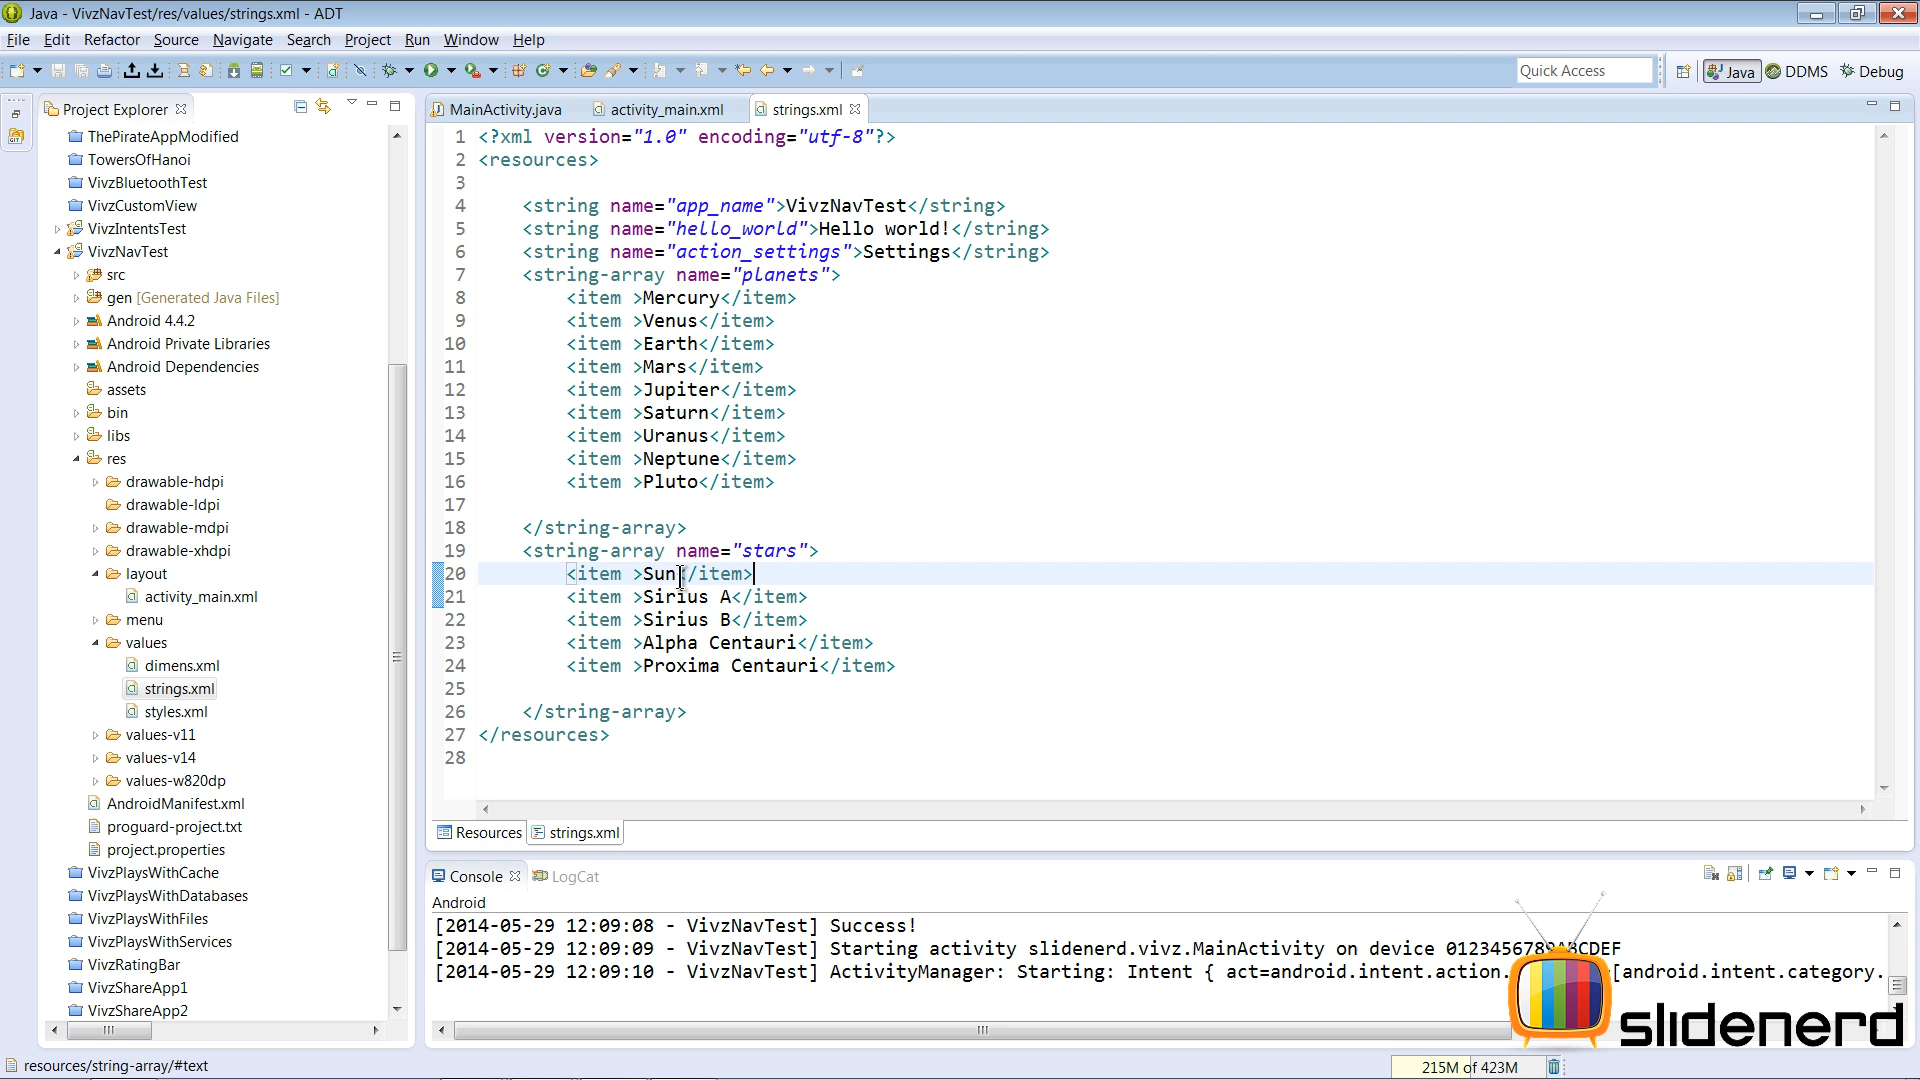 Java - VivzNavTest/res/values/strings.xml - ADT
File Edit Refactor Source Navigate Search Project Run Window Help
Quick Access
Java DDMS Debug
Project Explorer
MainActivity.java activity_main.xml strings.xml
ThePirateAppModified
TowersOfHanoi
VivzBluetoothTest
VivzCustomView
VivzIntentsTest
VivzNavTest
src
gen [Generated Java Files]
Android 4.4.2
Android Private Libraries
Android Dependencies
assets
bin
libs
res
drawable-hdpi
drawable-ldpi
drawable-mdpi
drawable-xhdpi
layout
activity_main.xml
menu
values
dimens.xml
strings.xml
styles.xml
values-v11
values-v14
values-w820dp
AndroidManifest.xml
proguard-project.txt
project.properties
VivzPlaysWithCache
VivzPlaysWithDatabases
VivzPlaysWithFiles
VivzPlaysWithServices
VivzRatingBar
VivzShareApp1
VivzShareApp2
1 <?xml version="1.0" encoding="utf-8"?>
2 <resources>
3
4 <string name="app_name">VivzNavTest</string>
5 <string name="hello_world">Hello world!</string>
6 <string name="action_settings">Settings</string>
7 <string-array name="planets">
8 <item >Mercury</item>
9 <item >Venus</item>
10 <item >Earth</item>
11 <item >Mars</item>
12 <item >Jupiter</item>
13 <item >Saturn</item>
14 <item >Uranus</item>
15 <item >Neptune</item>
16 <item >Pluto</item>
17
18 </string-array>
19 <string-array name="stars">
20 <item >Sun</item>
21 <item >Sirius A</item>
22 <item >Sirius B</item>
23 <item >Alpha Centauri</item>
24 <item >Proxima Centauri</item>
25
26 </string-array>
27 </resources>
28
Resources strings.xml
Console LogCat
Android
[2014-05-29 12:09:08 - VivzNavTest] Success!
[2014-05-29 12:09:09 - VivzNavTest] Starting activity slidenerd.vivz.MainActivity on device 0123456789ABCDEF
[2014-05-29 12:09:10 - VivzNavTest] ActivityManager: Starting: Intent { act=android.intent.action. [android.intent.category.
slidenerd
resources/string-array/#text
215M of 423M